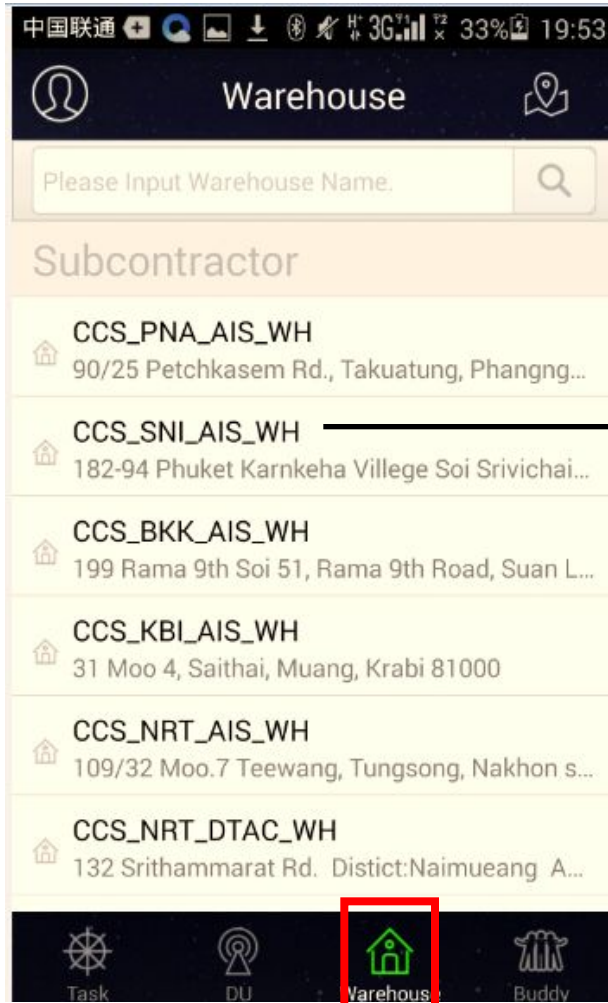 中国联通 3G 33% 19:53
Warehouse
Please Input Warehouse Name.
Subcontractor
CCS_PNA_AIS_WH
90/25 Petchkasem Rd., Takuatung, Phangng...
CCS_SNI_AIS_WH
182-94 Phuket Karnkeha Villege Soi Srivichai...
CCS_BKK_AIS_WH
199 Rama 9th Soi 51, Rama 9th Road, Suan L...
CCS_KBI_AIS_WH
31 Moo 4, Saithai, Muang, Krabi 81000
CCS_NRT_AIS_WH
109/32 Moo.7 Teewang, Tungsong, Nakhon s...
CCS_NRT_DTAC_WH
132 Srithammarat Rd. Distict:Naimueang A...
Task DU Warehouse Buddy